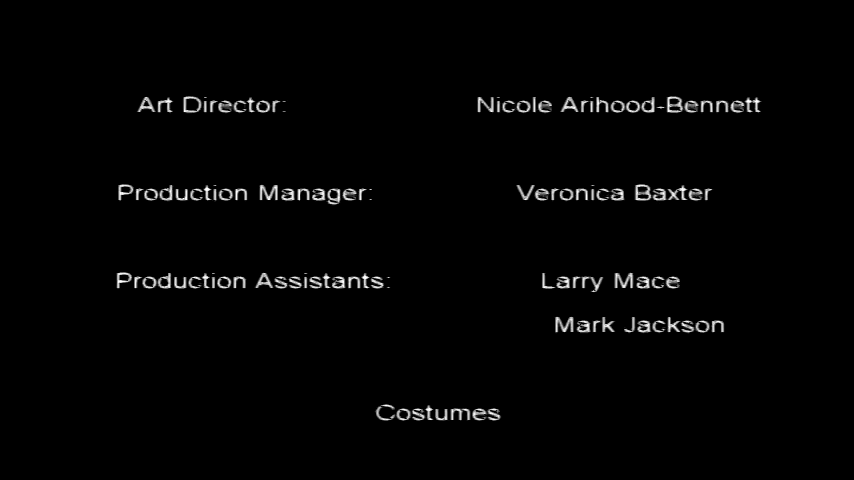 Art Director: Nicole Arihood-Bennett
Production Manager: Veronica Baxter
Production Assistants: Larry Mace
Mark Jackson
Costumes